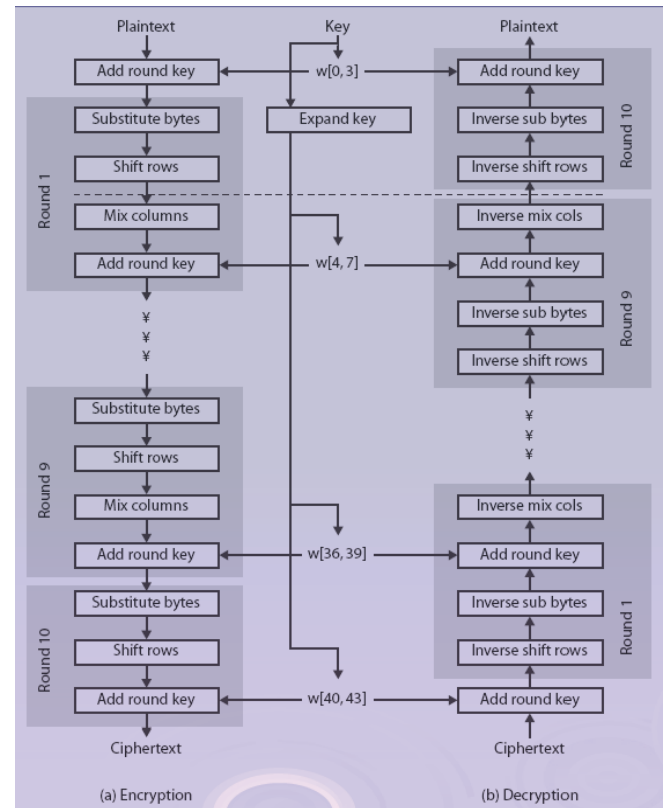 Plaintext
Add round key
Round 1
Substitute bytes
Shift rows
Mix columns
Add round key
¥
¥
¥
Round 9
Substitute bytes
Shift rows
Mix columns
Add round key
Round 10
Substitute bytes
Shift rows
Add round key
Ciphertext
(a) Encryption
Key
w[0, 3]
Expand key
w[4, 7]
w[36, 39]
w[40, 43]
Plaintext
Add round key
Inverse sub bytes
Inverse shift rows
Round 10
Inverse mix cols
Add round key
Inverse sub bytes
Inverse shift rows
Round 9
¥
¥
¥
Inverse mix cols
Add round key
Inverse sub bytes
Inverse shift rows
Round 1
Add round key
Ciphertext
(b) Decryption